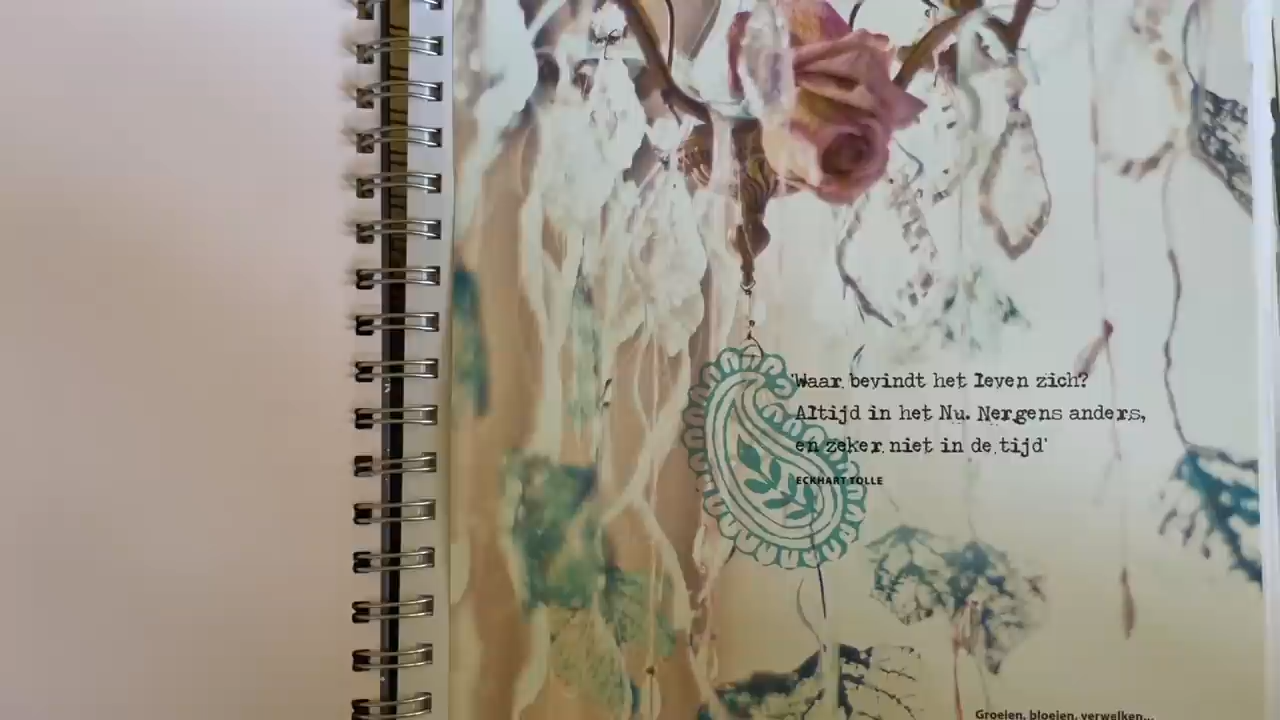 'Waar bevindt het leven zich?
Altijd in het Nu. Nergens anders,
en zeker niet in de tijd'
ECKHART TOLLE
Groeien, bloeien, verwelken...